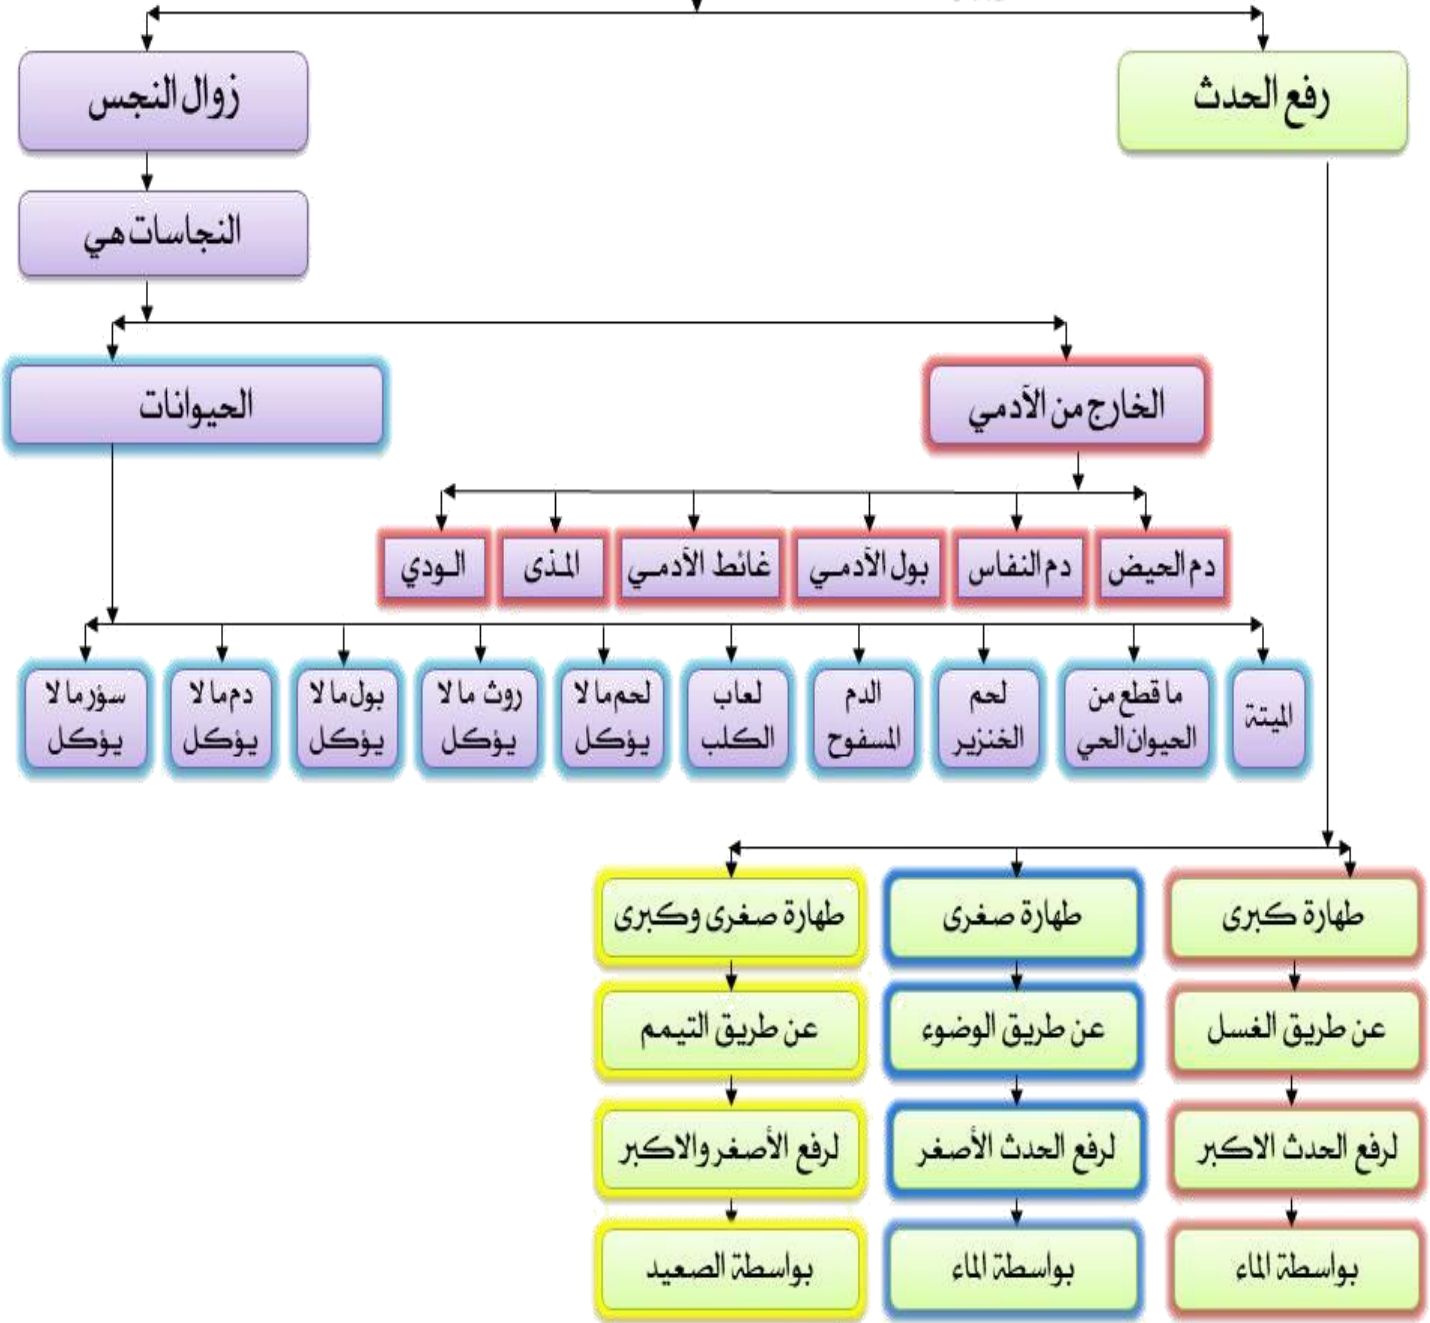 رفع الحدث
زوال النجس
النجاسات هي
الخارج من الآدمي
الحيوانات
دم الحيض
دم النفاس
بول الآدمي
غائط الآدمي
المذى
الودي
الميتة
ما قطع من
الحيوان الحي
لحم
الخنزير
الدم
المسفوح
لعاب
الكلب
لحم ما لا
يؤكل
روث ما لا
يؤكل
بول ما لا
يؤكل
دم ما لا
يؤكل
سؤر ما لا
يؤكل
طهارة كبرى
طهارة صغرى
طهارة صغرى وكبرى
عن طريق الغسل
عن طريق الوضوء
عن طريق التيمم
لرفع الحدث الاكبر
لرفع الحدث الأصغر
لرفع الأصغر والاكبر
بواسطة الماء
بواسطة الماء
بواسطة الصعيد